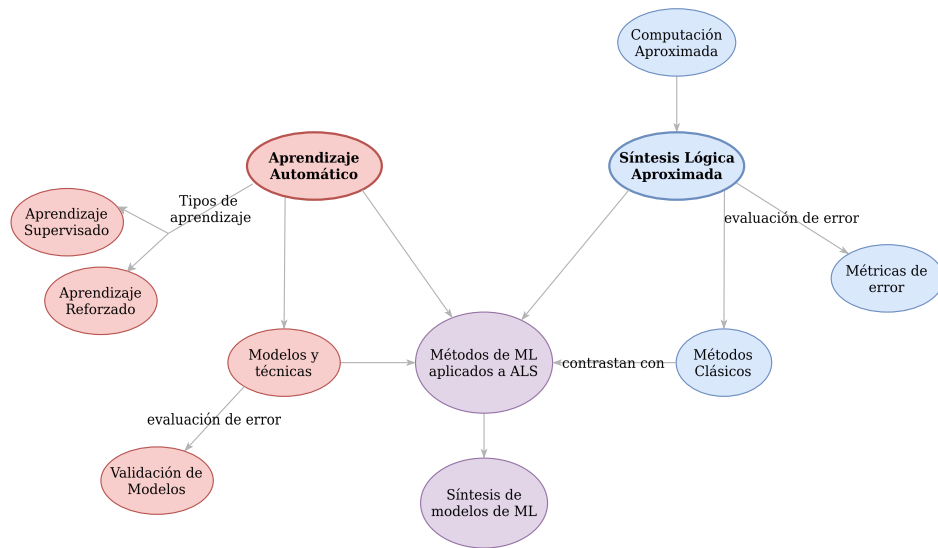 Computación
Aproximada
Aprendizaje
Automático
Síntesis Lógica
Aproximada
Tipos de
aprendizaje
Aprendizaje
Supervisado
evaluación de error
Aprendizaje
Reforzado
Métricas de
error
Modelos y
técnicas
Métodos de ML
aplicados a ALS
contrastan con
Métodos
Clásicos
evaluación de error
Validación de
Modelos
Síntesis de
modelos de ML